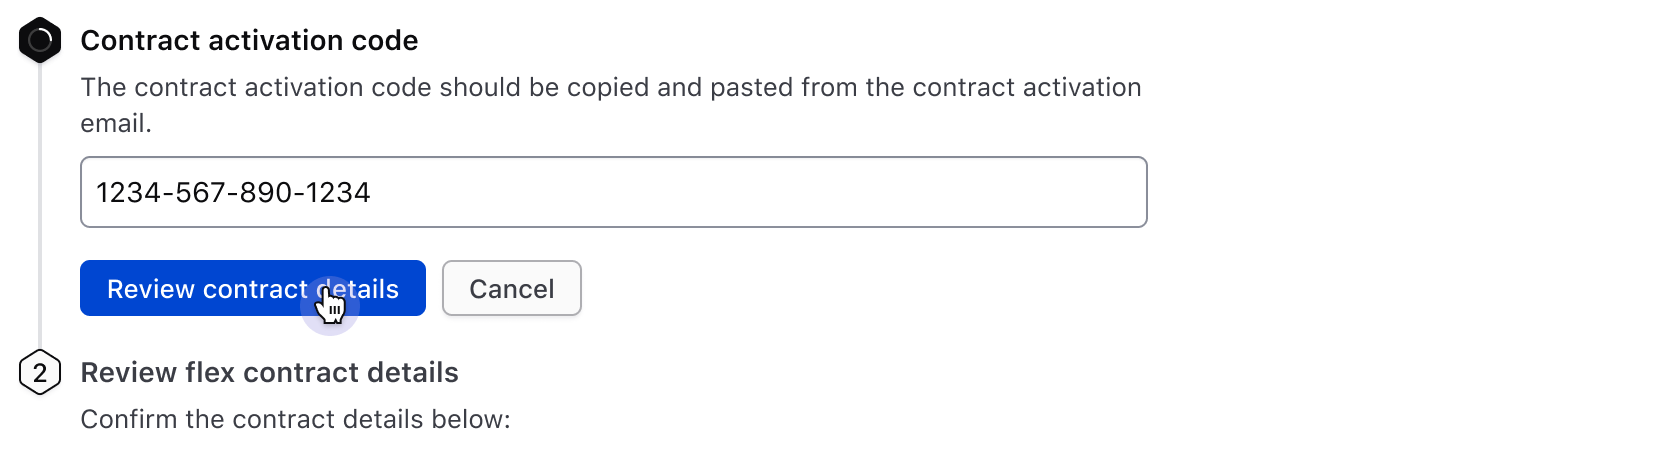 Contract activation code
The contract activation code should be copied and pasted from the contract activation
email.
1234-567-890-1234
Review contract details
Cancel
2
Review flex contract details
Confirm the contract details below: